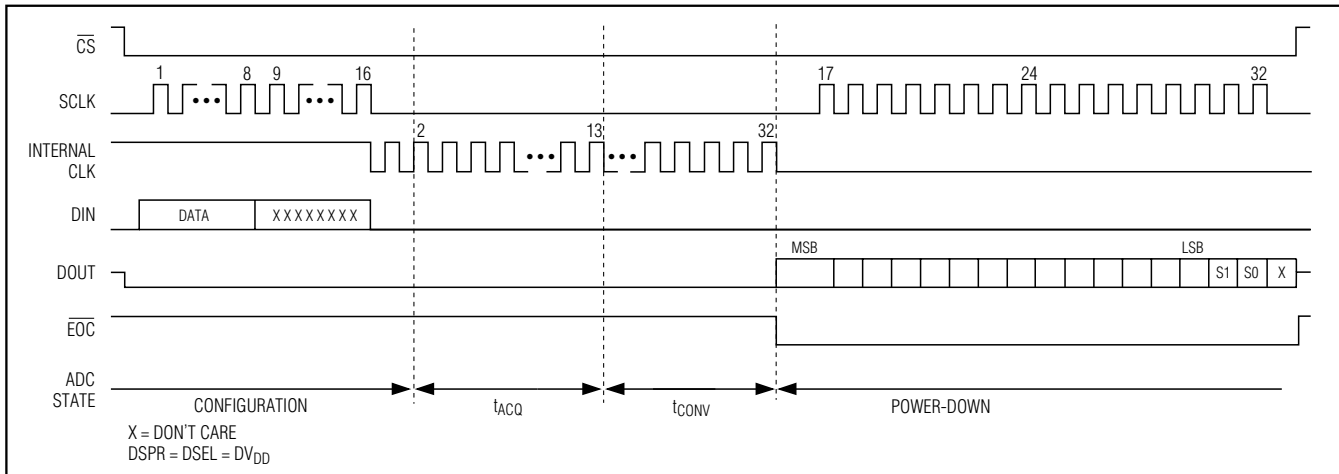 CS
1 8 9 16 17 24 32
SCLK
2 13 32
INTERNAL
CLK
DIN DATA X X X X X X X X
MSB LSB
DOUT S1 S0 X
EOC
ADC
STATE
CONFIGURATION tACQ tCONV POWER-DOWN
X = DON'T CARE
DSPR = DSEL = DVDD